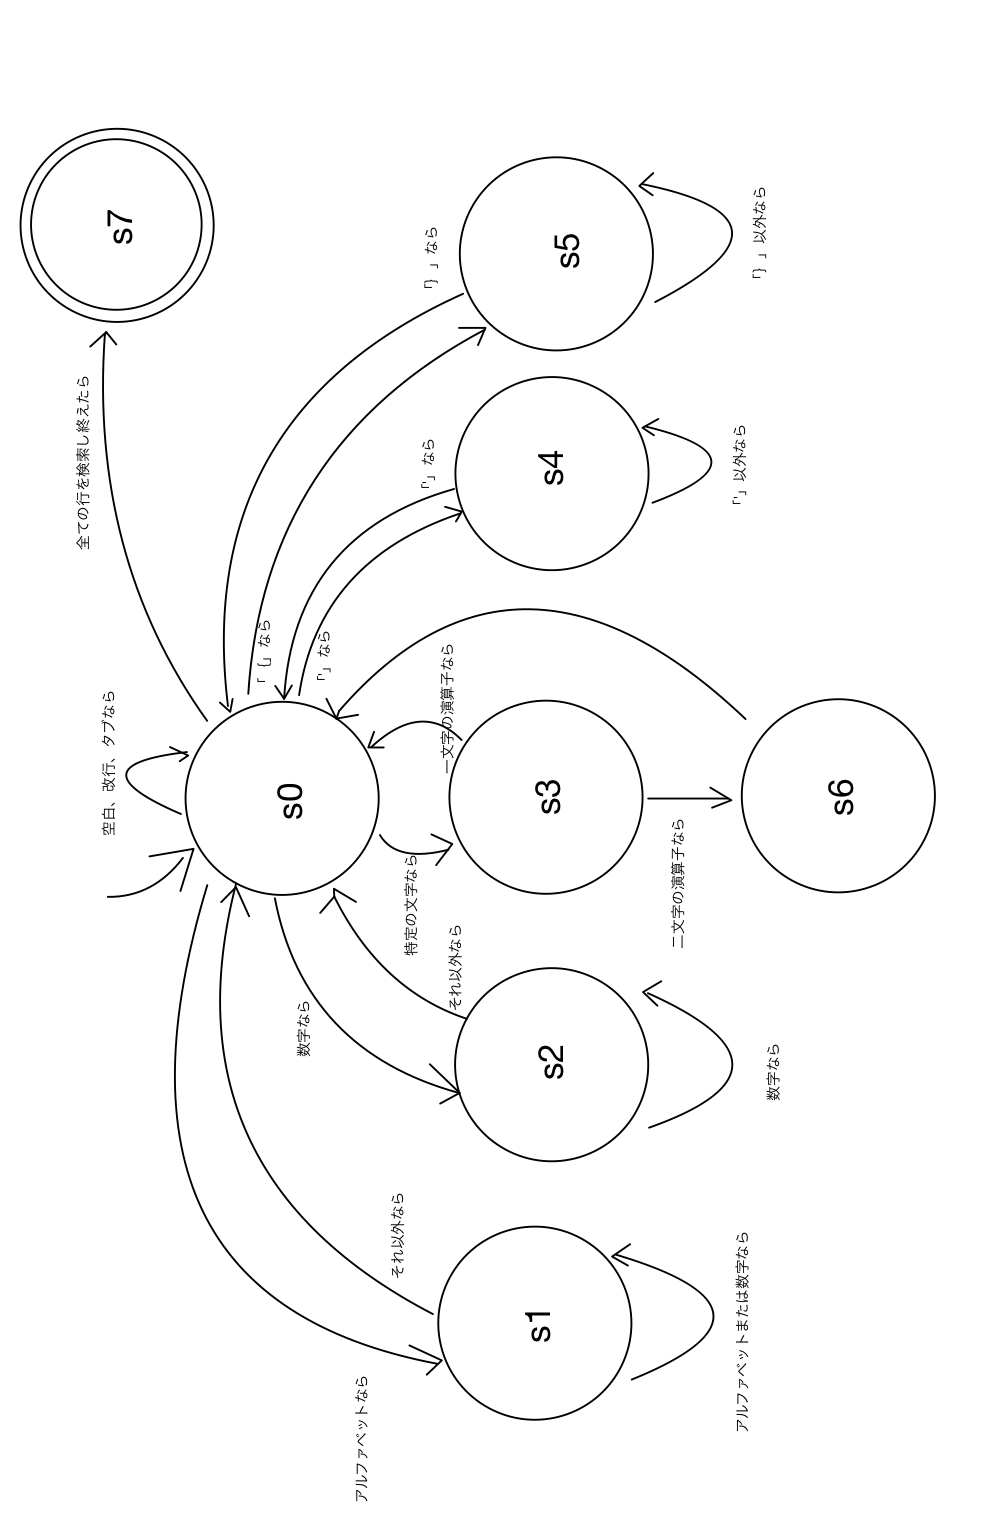 アルファベットなら
それ以外なら
数字なら
空白、改行、タブなら
全ての行を検索し終えたら
s7
s0
「{」なら
「'」なら
特定の文字なら
それ以外なら
一文字の演算子なら
「'」なら
「} 」なら
s1
s2
s3
s4
s5
アルファベットまたは数字なら
数字なら
二文字の演算子なら
「'」以外なら
「} 」以外なら
s6